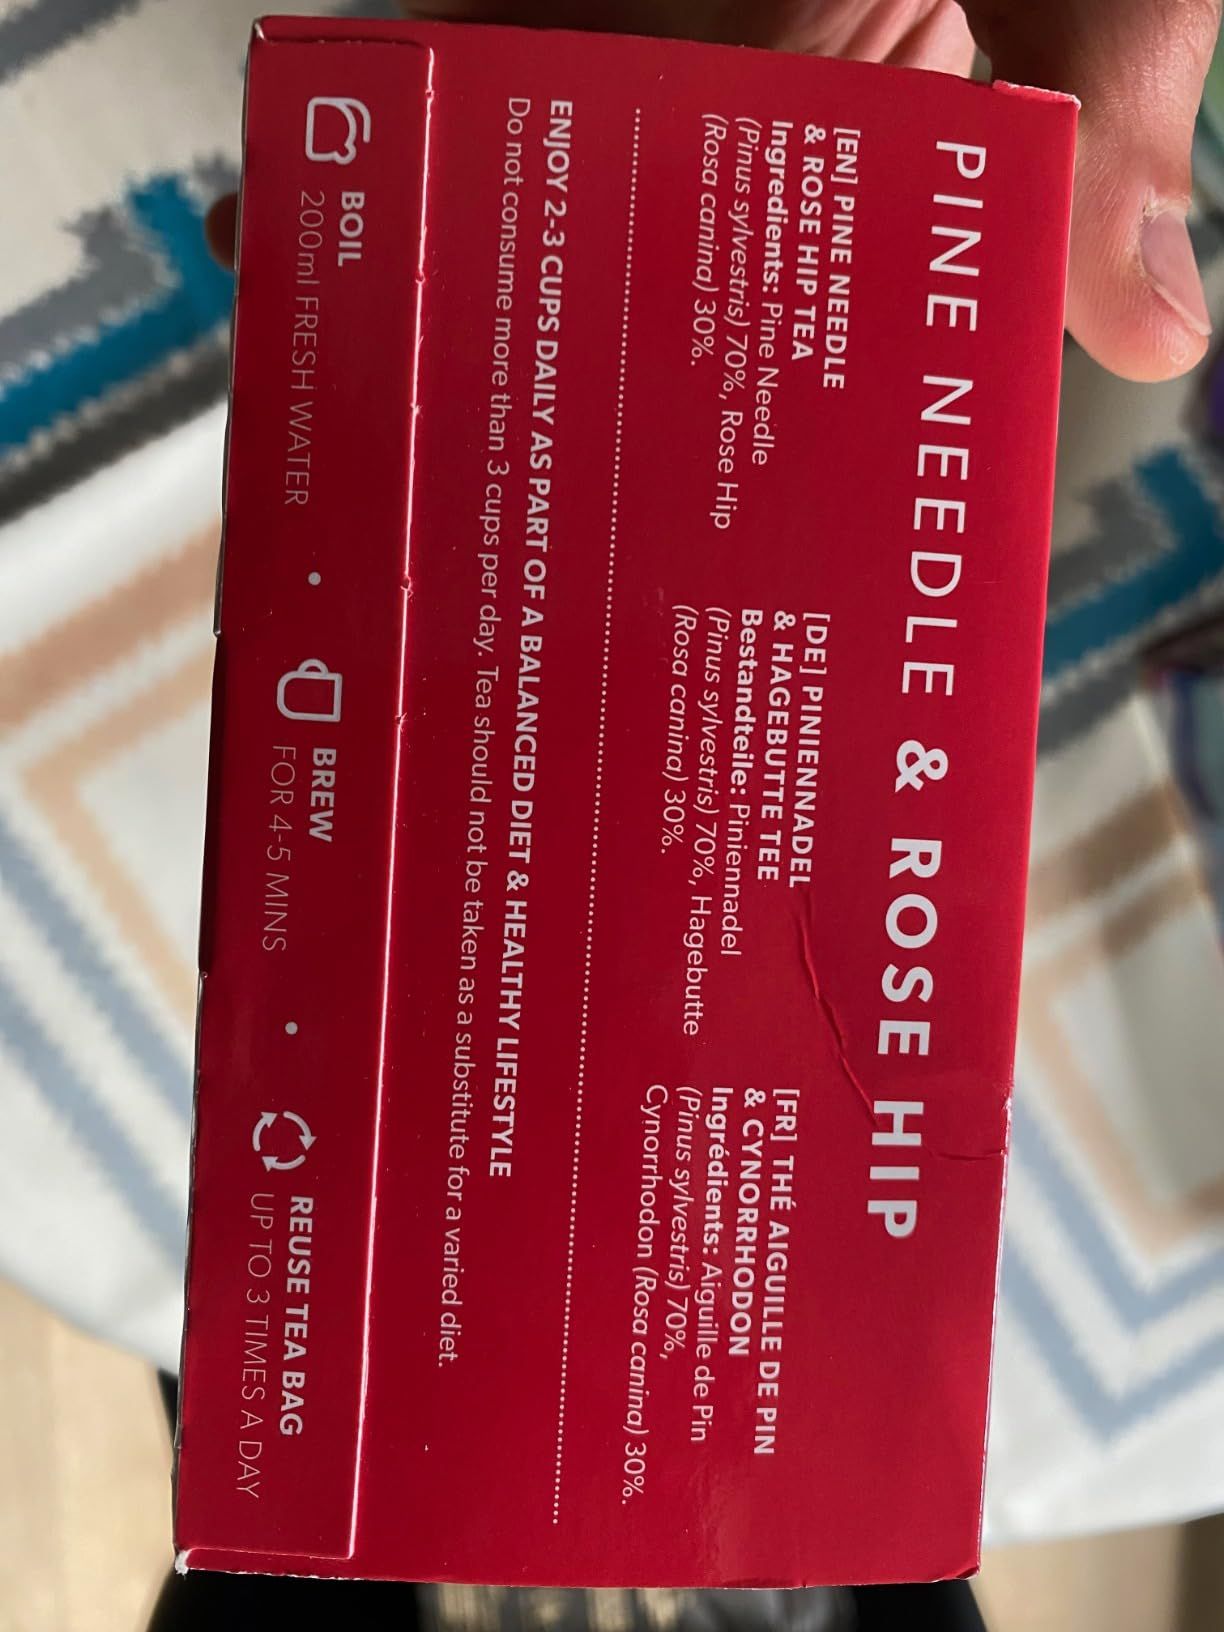 PINE NEEDLE & ROSE HIP
[EN] PINE NEEDLE
& ROSE HIP TEA
Ingredients: Pine Needle
(Pinus sylvestris) 70%, Rose Hip
(Rosa canina) 30%.
[DE] PINIENNADEL
& HAGEBUTTE TEE
Bestandteile: Piniennadel
(Pinus sylvestris) 70%, Hagebutte
(Rosa canina) 30%.
[FR] THÉ AIGUILLE DE PIN
& CYNORRHODON
Ingrédients: Aiguille de Pin
(Pinus sylvestris) 70%,
Cynorrhodon (Rosa canina) 30%.
ENJOY 2-3 CUPS DAILY AS PART OF A BALANCED DIET & HEALTHY LIFESTYLE
Do not consume more than 3 cups per day. Tea should not be taken as a substitute for a varied diet.
BOIL
200ml FRESH WATER
•
BREW
FOR 4-5 MINS
•
REUSE TEA BAG
UP TO 3 TIMES A DAY